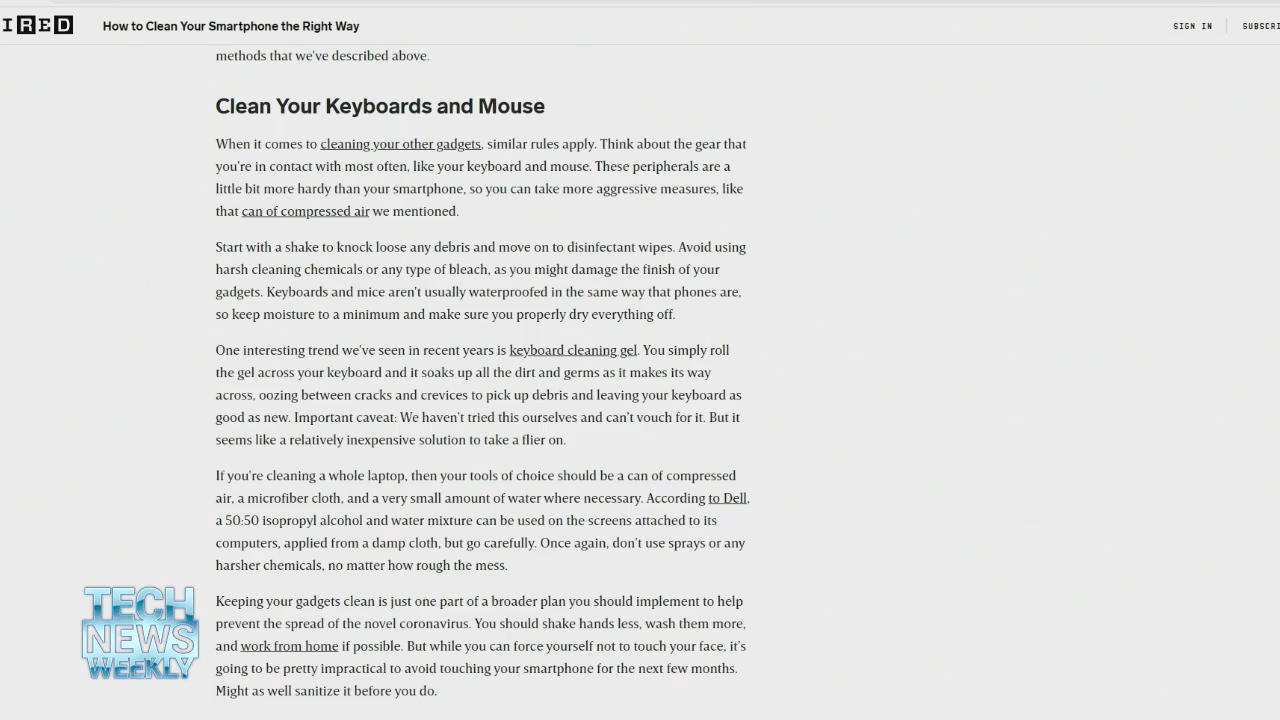 IRED
How to Clean Your Smartphone the Right Way
SIGN IN
SUBSCRI
methods that we've described above.
Clean Your Keyboards and Mouse
When it comes to cleaning your other gadgets, similar rules apply. Think about the gear that
you're in contact with most often, like your keyboard and mouse. These peripherals are a
little bit more hardy than your smartphone, so you can take more aggressive measures, like
that can of compressed air we mentioned.
Start with a shake to knock loose any debris and move on to disinfectant wipes. Avoid using
harsh cleaning chemicals or any type of bleach, as you might damage the finish of your
gadgets. Keyboards and mice aren't usually waterproofed in the same way that phones are,
so keep moisture to a minimum and make sure you properly dry everything off.
One interesting trend we've seen in recent years is keyboard cleaning gel. You simply roll
the gel across your keyboard and it soaks up all the dirt and germs as it makes its way
across, oozing between cracks and crevices to pick up debris and leaving your keyboard as
good as new. Important caveat: We haven't tried this ourselves and can't vouch for it. But it
seems like a relatively inexpensive solution to take a flier on.
If you're cleaning a whole laptop, then your tools of choice should be a can of compressed
air, a microfiber cloth, and a very small amount of water where necessary. According to Dell,
a 50:50 isopropyl alcohol and water mixture can be used on the screens attached to its
computers, applied from a damp cloth, but go carefully. Once again, don't use sprays or any
harsher chemicals, no matter how rough the mess.
Keeping your gadgets clean is just one part of a broader plan you should implement to help
prevent the spread of the novel coronavirus. You should shake hands less, wash them more,
and work from home if possible. But while you can force yourself not to touch your face, it's
going to be pretty impractical to avoid touching your smartphone for the next few months.
Might as well sanitize it before you do.
TECH
NEWS
WEEKLY